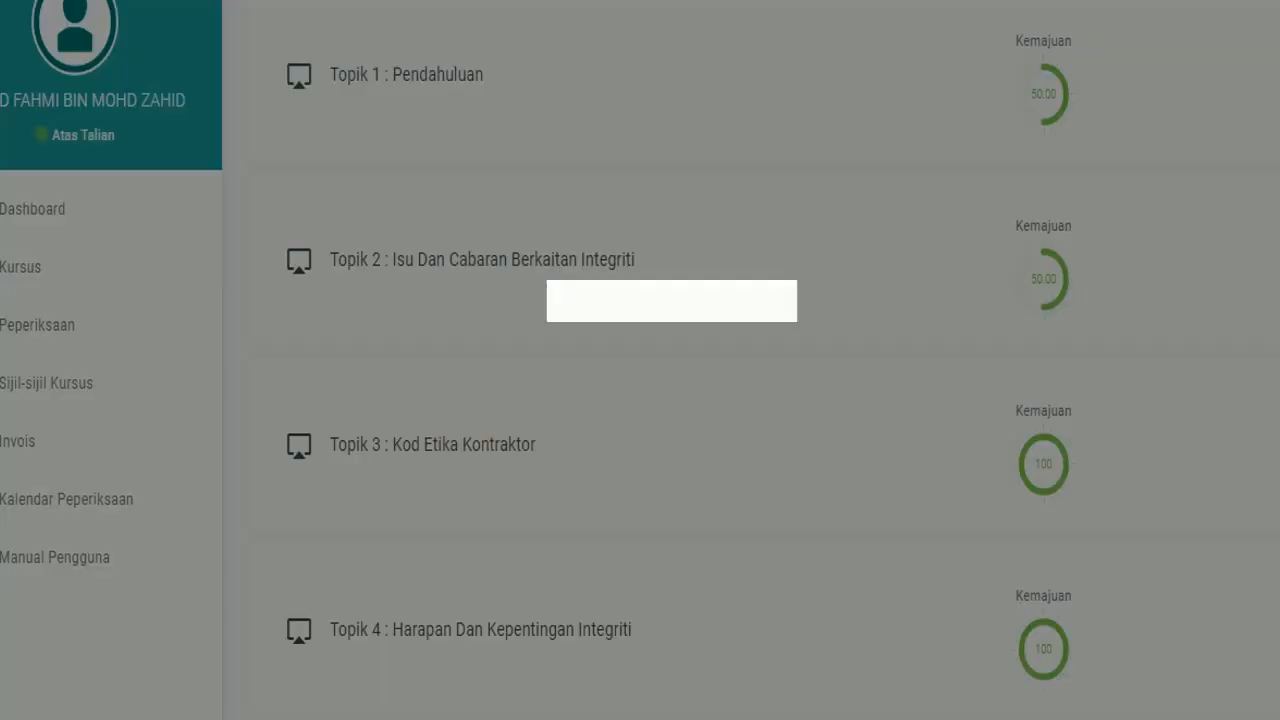 D FAHMI BIN MOHD ZAHID
Atas Talian
Dashboard
Kursus
Peperiksaan
Sijil-sijil Kursus
Invois
Kalendar Peperiksaan
Manual Pengguna
Topik 1 : Pendahuluan
Kemajuan
50.00
Topik 2 : Isu Dan Cabaran Berkaitan Integriti
Kemajuan
50.00
Topik 3 : Kod Etika Kontraktor
Kemajuan
100
Topik 4 : Harapan Dan Kepentingan Integriti
Kemajuan
100